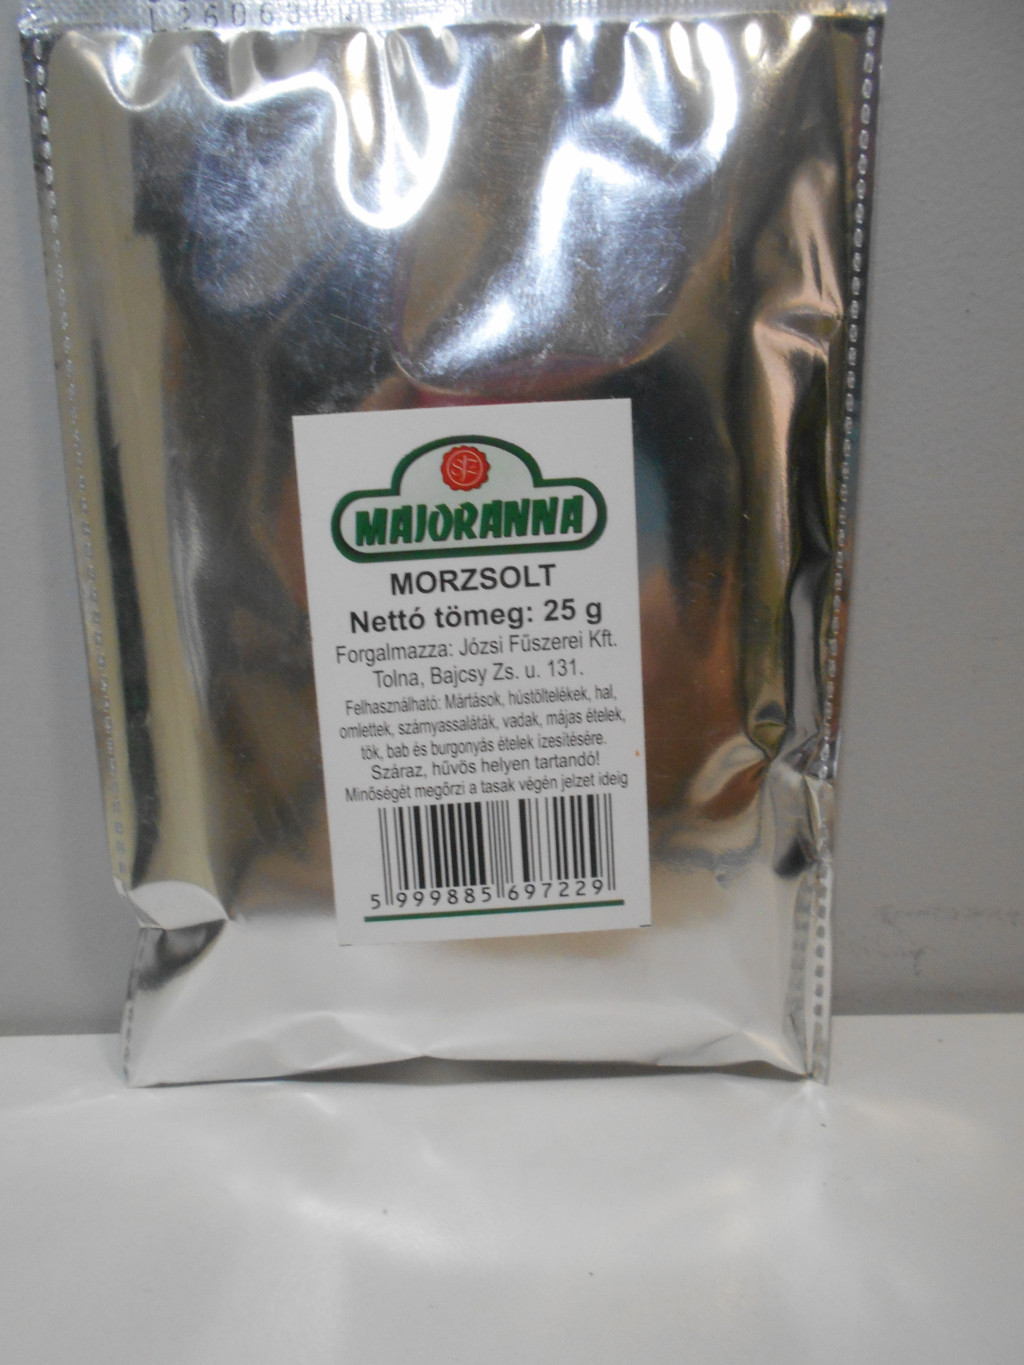 MAJORANNA
MORZSOLT
Nettó tömeg: 25 g
Forgalmazza: Józsi Fűszerei Kft.
Tolna, Bajcsy Zs. u. 131.
Felhasználható: Mártások, hústöltelékek, hal,
omlettek, szárnyassaláták, vadak, májas ételek,
tök, bab és burgonyás ételek ízesítésére.
Száraz, hűvös helyen tartandó!
Minőségét megőrzi a tasak végén jelzet ideig
5 999885 697229